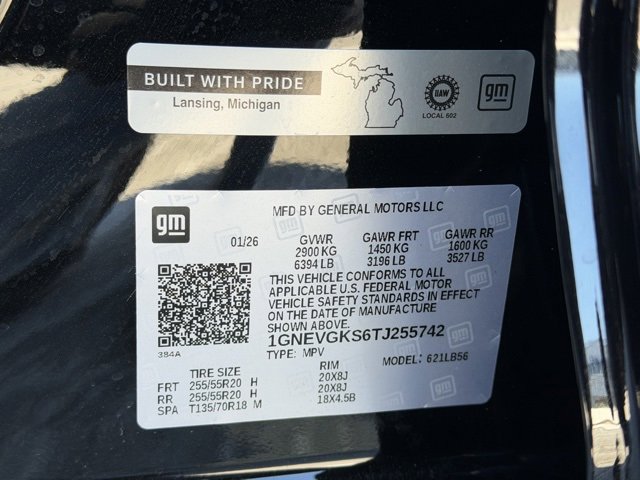 BUILT WITH PRIDE
Lansing, Michigan
UAW
LOCAL 602
gm
gm
MFD BY GENERAL MOTORS LLC
01/26 GVWR GAWR FRT GAWR RR
2900 KG 1450 KG 1600 KG
6394 LB 3196 LB 3527 LB
THIS VEHICLE CONFORMS TO ALL
APPLICABLE U.S. FEDERAL MOTOR
VEHICLE SAFETY STANDARDS IN EFFECT
ON THE DATE OF MANUFACTURE
SHOWN ABOVE.
1GNEVGKS6TJ255742
384A
TYPE: MPV MODEL: 621LB56
TIRE SIZE RIM
FRT 255/55R20 H 20X8J
RR 255/55R20 H 20X8J
SPA T135/70R18 M 18X4.5B